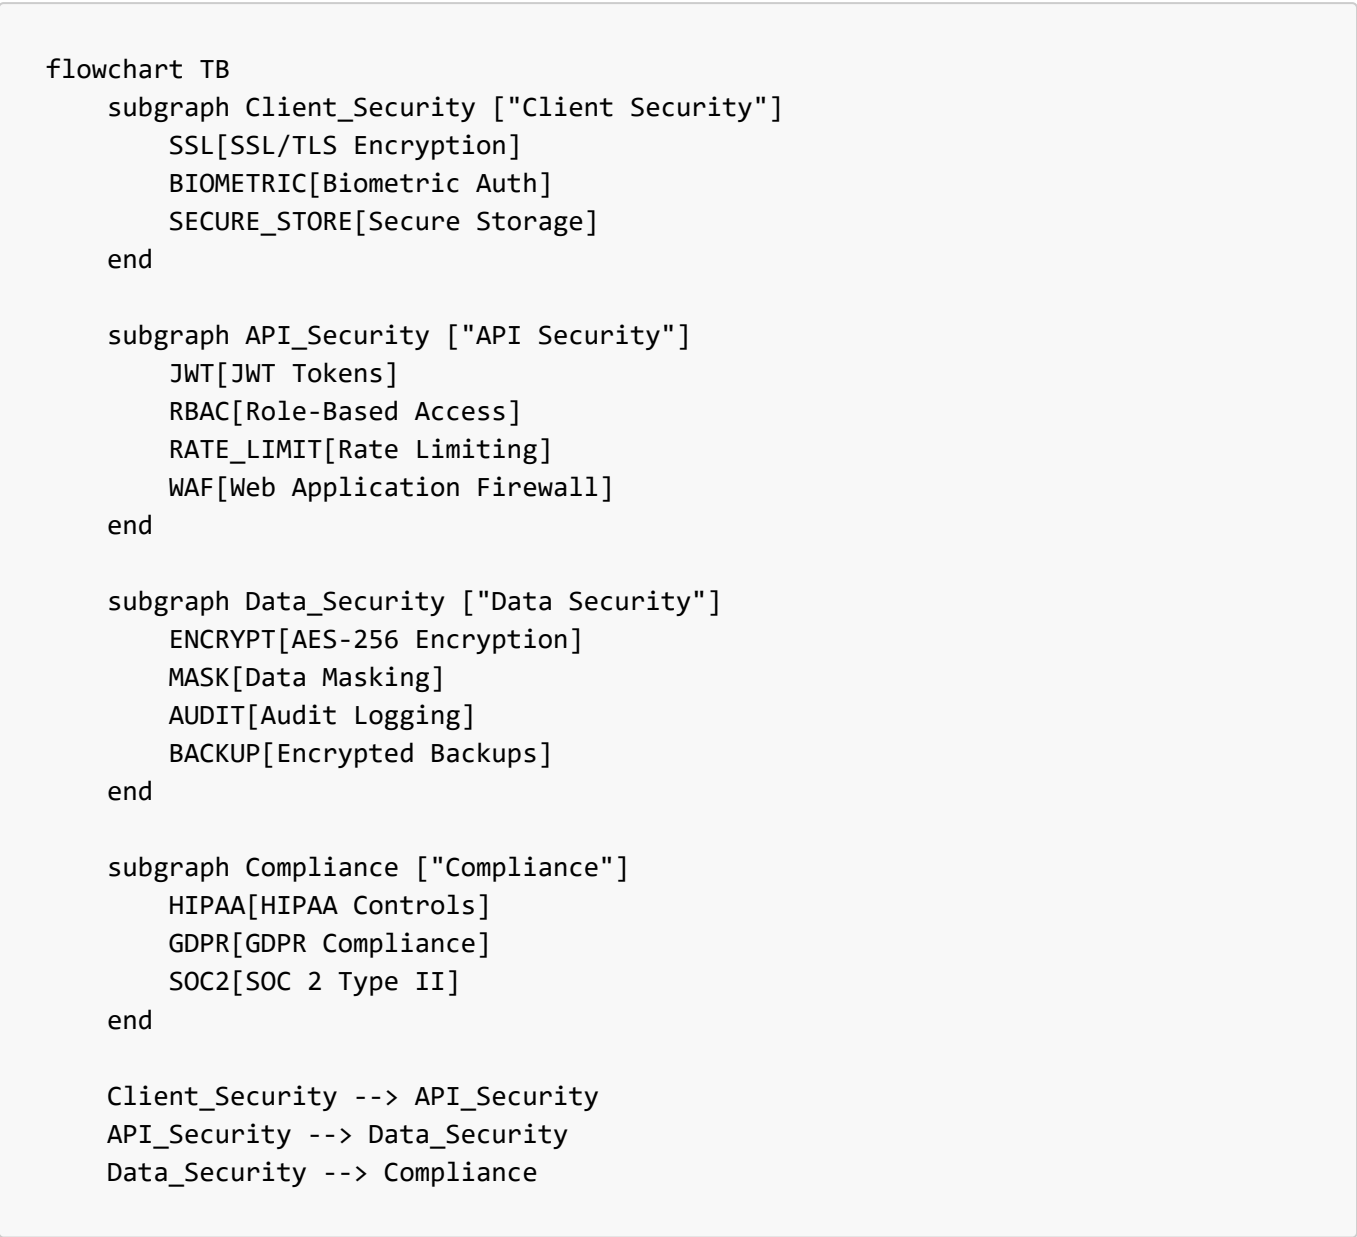 flowchart TB
    subgraph Client_Security ["Client Security"]
        SSL[SSL/TLS Encryption]
        BIOMETRIC[Biometric Auth]
        SECURE_STORE[Secure Storage]
    end

    subgraph API_Security ["API Security"]
        JWT[JWT Tokens]
        RBAC[Role-Based Access]
        RATE_LIMIT[Rate Limiting]
        WAF[Web Application Firewall]
    end

    subgraph Data_Security ["Data Security"]
        ENCRYPT[AES-256 Encryption]
        MASK[Data Masking]
        AUDIT[Audit Logging]
        BACKUP[Encrypted Backups]
    end

    subgraph Compliance ["Compliance"]
        HIPAA[HIPAA Controls]
        GDPR[GDPR Compliance]
        SOC2[SOC 2 Type II]
    end

    Client_Security --> API_Security
    API_Security --> Data_Security
    Data_Security --> Compliance